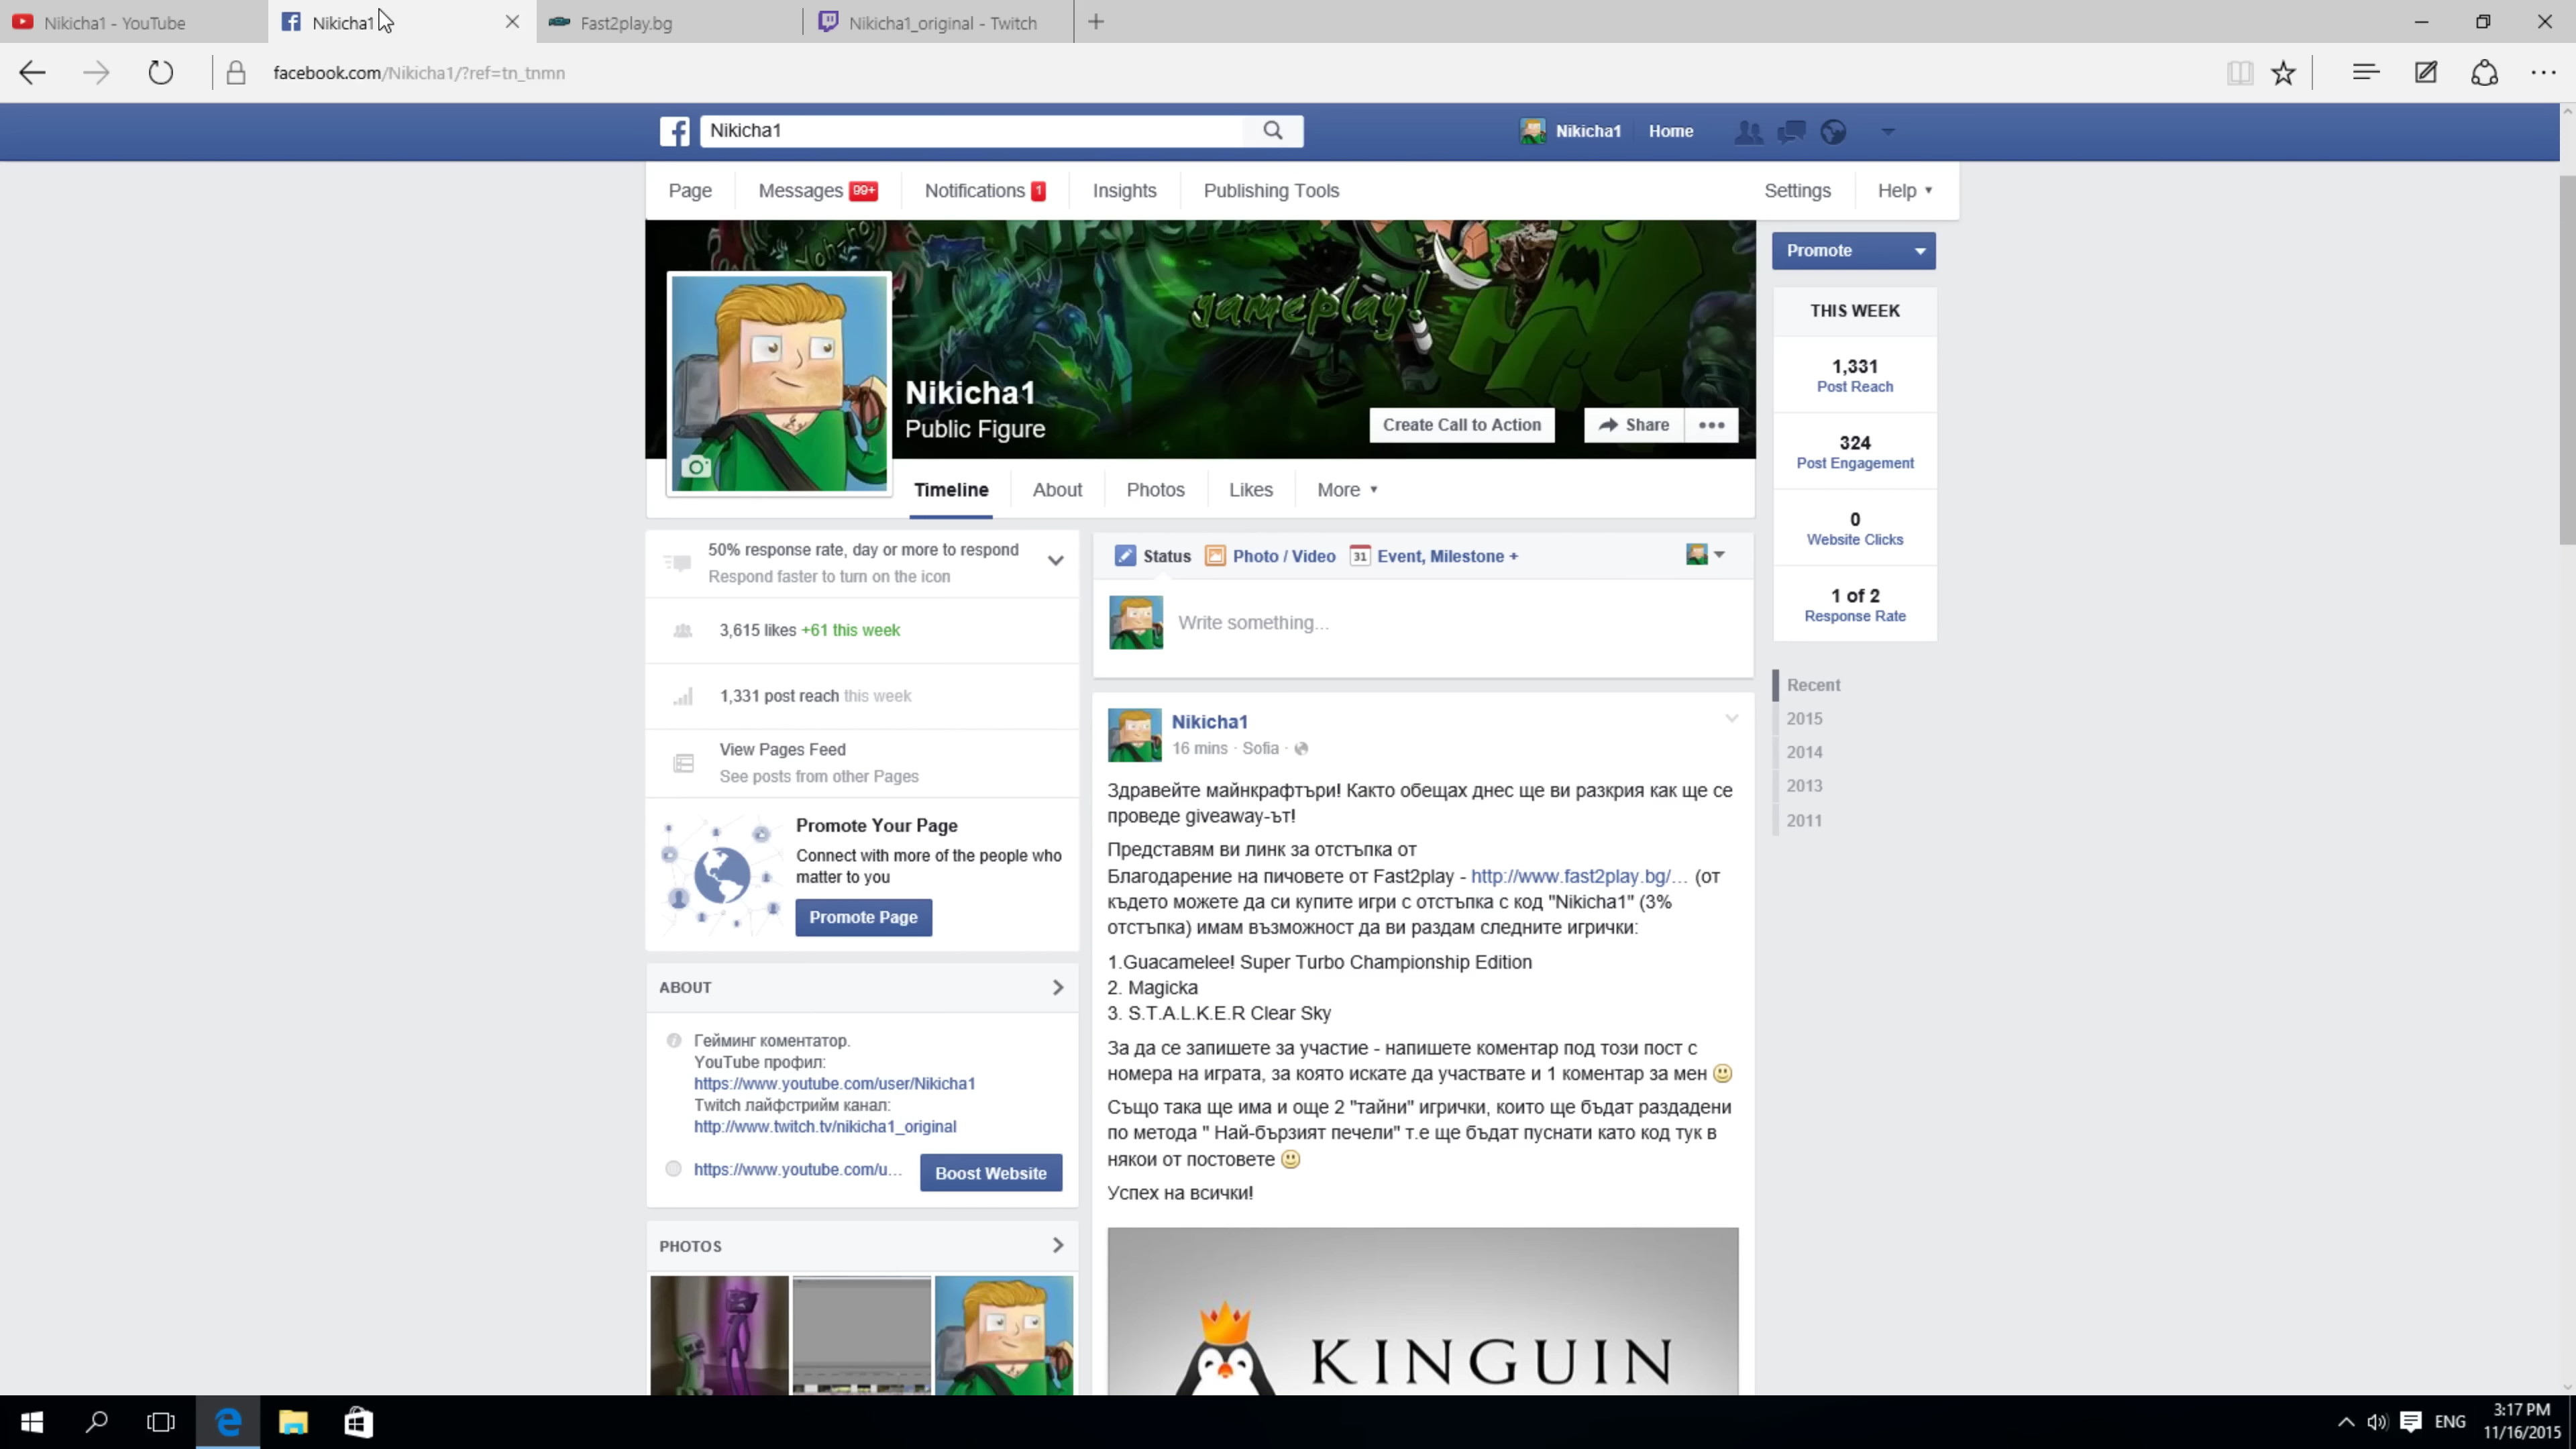 Nikicha1 - YouTube
Nikicha1
Fast2play.bg
Nikicha1_original - Twitch
facebook.com/Nikicha1/?ref=tn_tnmn
Nikicha1
Nikicha1
Home
Page
Messages 99+
Notifications 1
Insights
Publishing Tools
Settings
Help
Yoh-ho!
gameplay!
Nikicha1
Public Figure
Create Call to Action
Share
Promote
THIS WEEK
1,331
Post Reach
324
Post Engagement
0
Website Clicks
1 of 2
Response Rate
Recent
2015
2014
2013
2011
Timeline
About
Photos
Likes
More
50% response rate, day or more to respond
Respond faster to turn on the icon
3,615 likes +61 this week
1,331 post reach this week
View Pages Feed
See posts from other Pages
Promote Your Page
Connect with more of the people who
matter to you
Promote Page
ABOUT
Гейминг коментатор.
YouTube профил:
https://www.youtube.com/user/Nikicha1
Twitch лайфстрийм канал:
http://www.twitch.tv/nikicha1_original
https://www.youtube.com/u...
Boost Website
PHOTOS
Status
Photo / Video
31
Event, Milestone +
Write something...
Nikicha1
16 mins · Sofia ·
Здравейте майнкрафтъри! Както обещах днес ще ви разкрия как ще се
проведе giveaway-ът!
Представям ви линк за отстъпка от
Благодарение на пичовете от Fast2play - http://www.fast2play.bg/... (от
където можете да си купите игри с отстъпка с код "Nikicha1" (3%
отстъпка) имам възможност да ви раздам следните игрички:
1.Guacamelee! Super Turbo Championship Edition
2. Magicka
3. S.T.A.L.K.E.R Clear Sky
За да се запишете за участие - напишете коментар под този пост с
номера на играта, за която искате да участвате и 1 коментар за мен
Също така ще има и още 2 "тайни" игрички, които ще бъдат раздадени
по метода " Най-бързият печели" т.е ще бъдат пуснати като код тук в
някои от постовете
Успех на всички!
KINGUIN
ENG
3:17 PM
11/16/2015